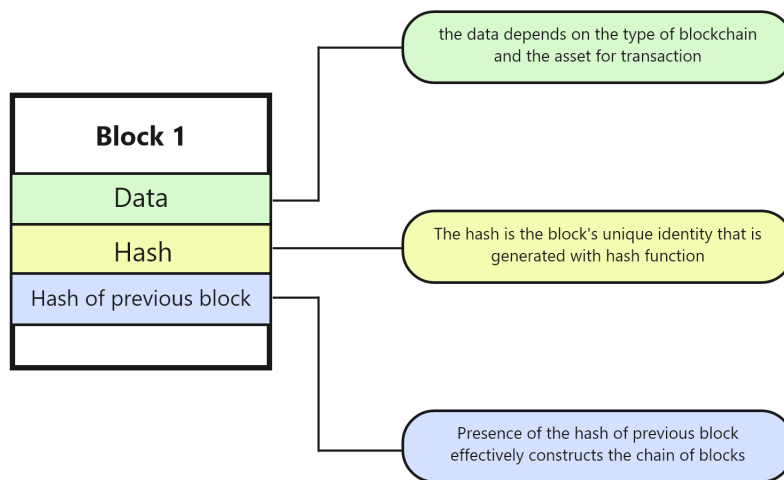 Block 1
Data
Hash
Hash of previous block
the data depends on the type of blockchain
and the asset for transaction
The hash is the block's unique identity that is
generated with hash function
Presence of the hash of previous block
effectively constructs the chain of blocks